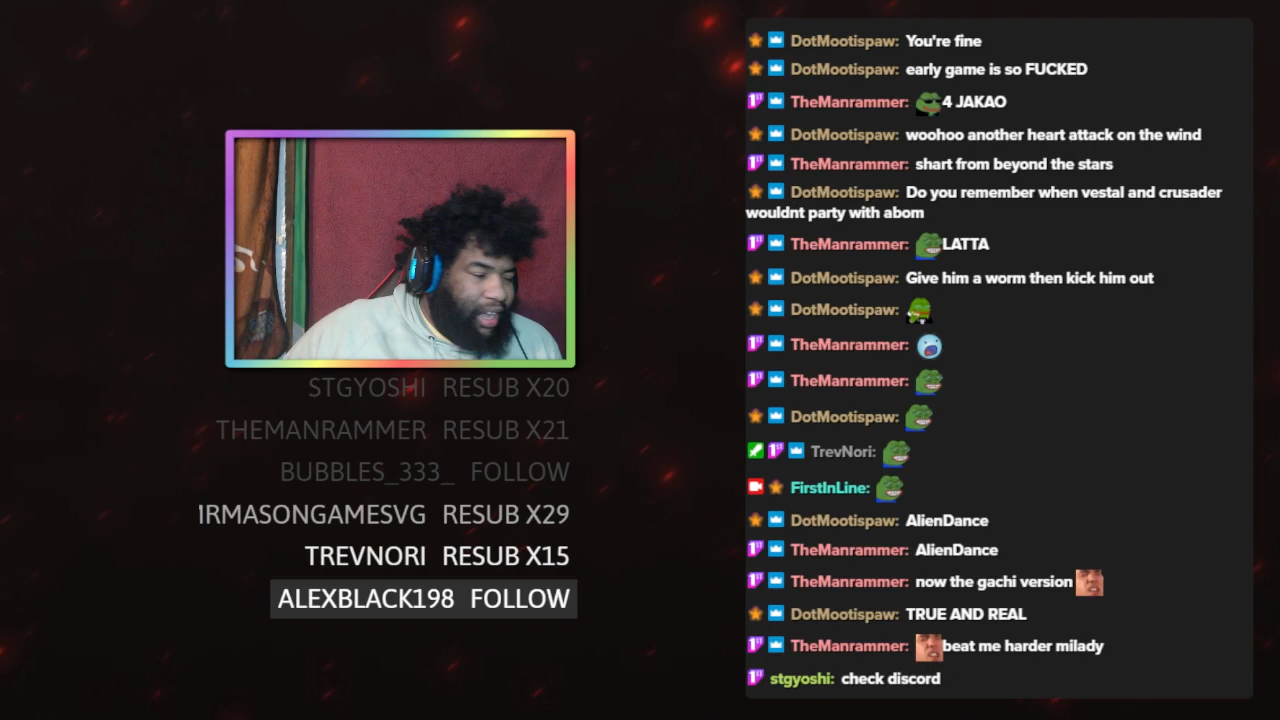 STGYOSHI RESUB X20
THEMANRAMMER RESUB X21
BUBBLES_333_ FOLLOW
IRMASONGAMESVG RESUB X29
TREVNORI RESUB X15
ALEXBLACK198 FOLLOW
DotMootispaw: You're fine
DotMootispaw: early game is so FUCKED
TheManrammer: 4 JAKAO
DotMootispaw: woohoo another heart attack on the wind
TheManrammer: shart from beyond the stars
DotMootispaw: Do you remember when vestal and crusader
wouldnt party with abom
TheManrammer: LATTA
DotMootispaw: Give him a worm then kick him out
DotMootispaw:
TheManrammer:
TheManrammer:
DotMootispaw:
TrevNori:
FirstInLine:
DotMootispaw: AlienDance
TheManrammer: AlienDance
TheManrammer: now the gachi version
DotMootispaw: TRUE AND REAL
TheManrammer: beat me harder milady
stgyoshi: check discord